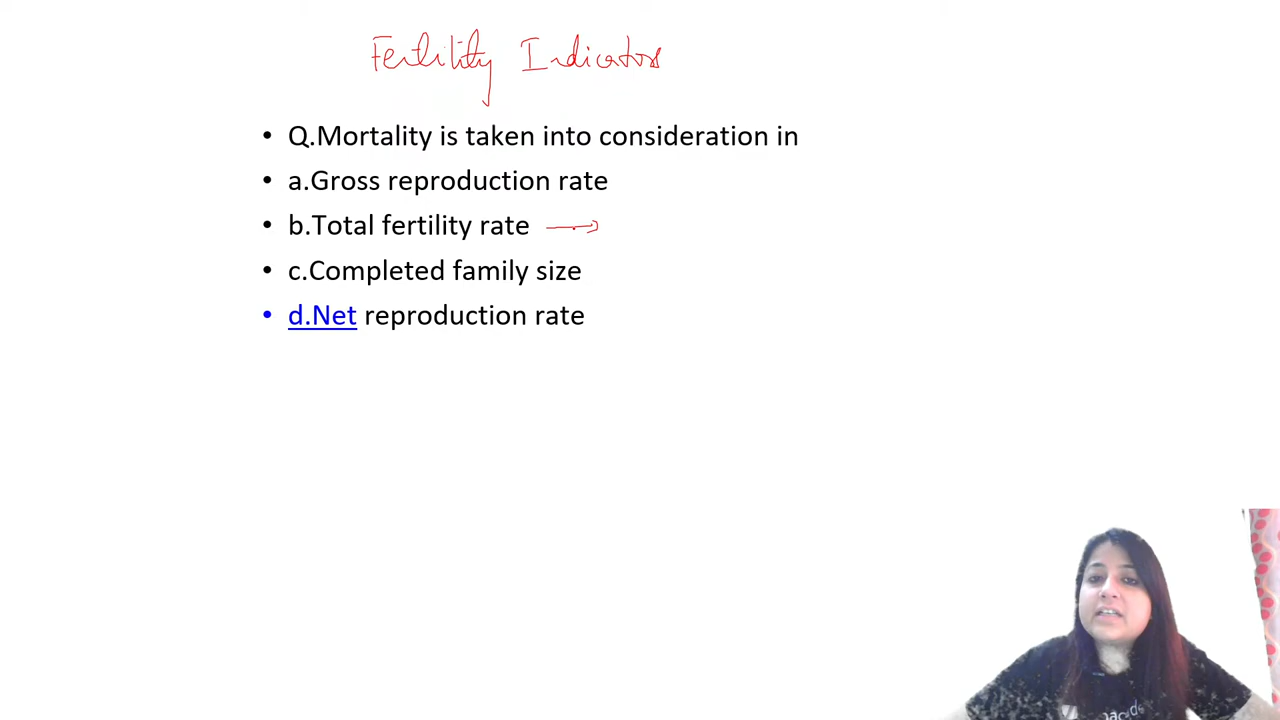 Fertility Indicators
• Q.Mortality is taken into consideration in
• a.Gross reproduction rate
• b.Total fertility rate →
• c.Completed family size
• d.Net reproduction rate